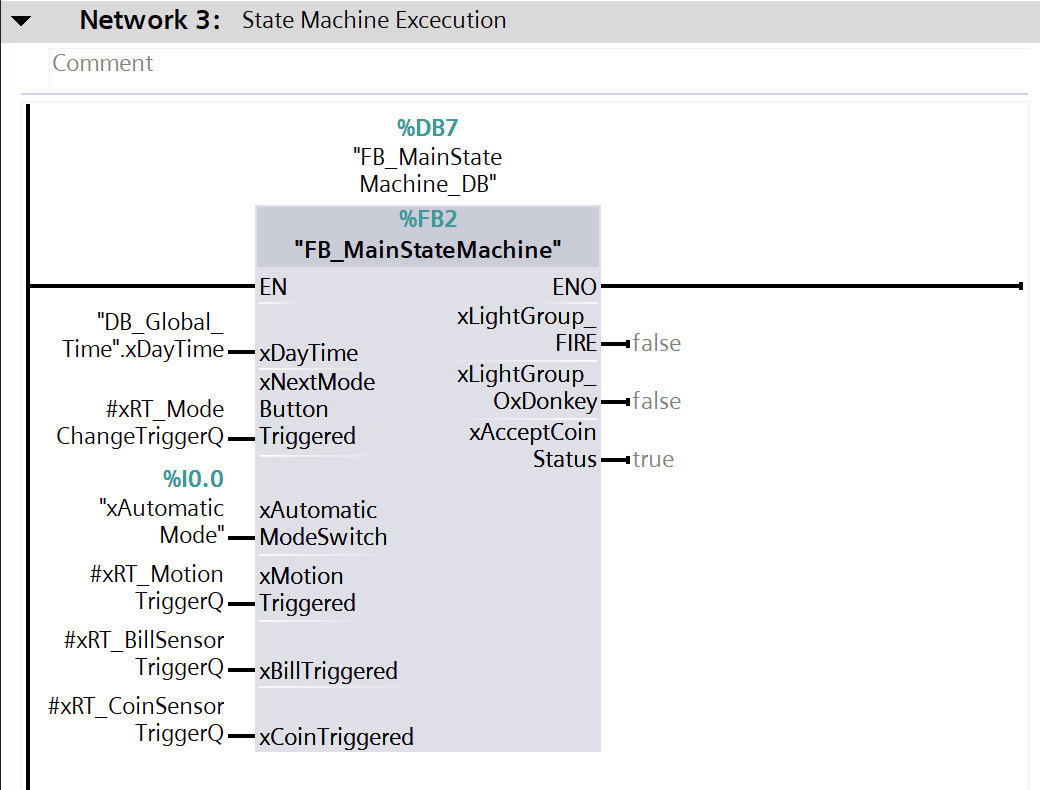 Network 3: State Machine Excecution
Comment
%DB7
"FB_MainState
Machine_DB"
%FB2
"FB_MainStateMachine"
EN
ENO
"DB_Global_
Time".xDayTime
xDayTime
xLightGroup_
FIRE
false
#xRT_Mode
ChangeTriggerQ
xNextMode
Button
Triggered
xLightGroup_
OxDonkey
false
xAcceptCoin
Status
true
%I0.0
"xAutomatic
Mode"
xAutomatic
ModeSwitch
#xRT_Motion
TriggerQ
xMotion
Triggered
#xRT_BillSensor
TriggerQ
xBillTriggered
#xRT_CoinSensor
TriggerQ
xCoinTriggered